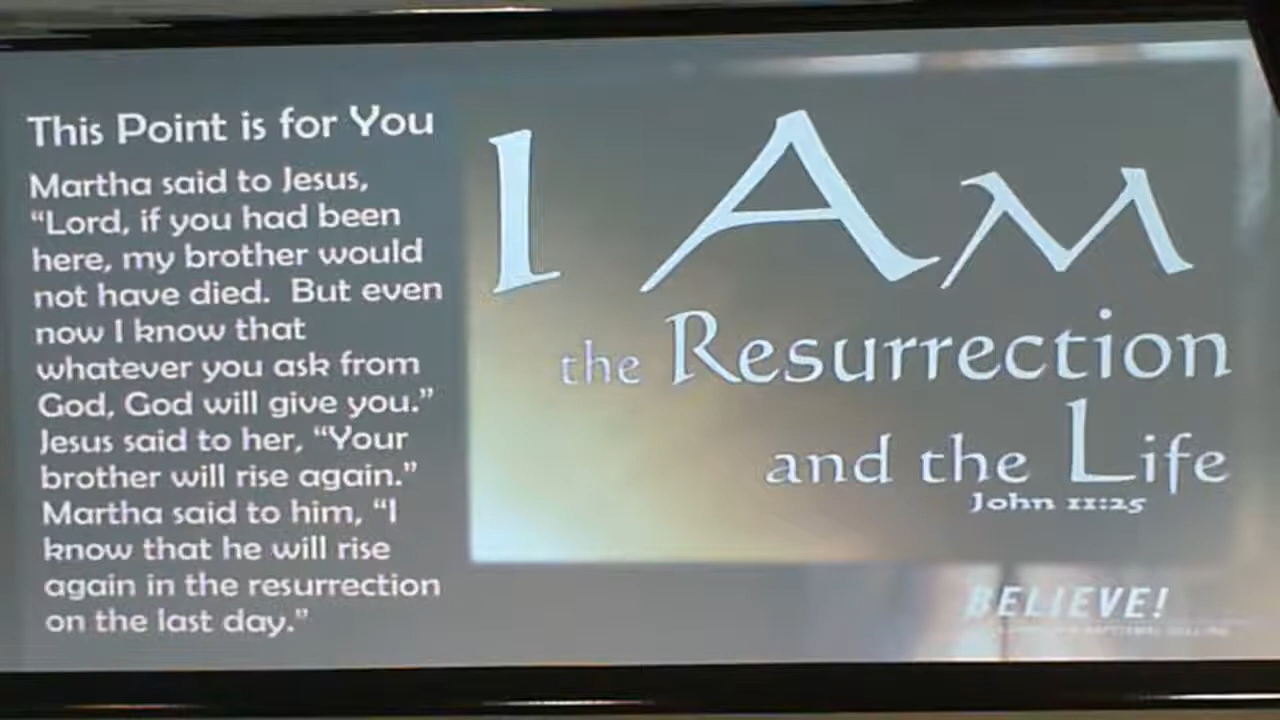 This Point is for You
Martha said to Jesus,
“Lord, if you had been
here, my brother would
not have died.  But even
now I know that
whatever you ask from
God, God will give you.”
Jesus said to her, “Your
brother will rise again.”
Martha said to him, “I
know that he will rise
again in the resurrection
on the last day.”
I AM
the Resurrection
and the Life
John 11:25
BELIEVE!